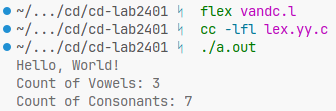 ~/.../cd/cd-lab2401 ᛋ flex vandc.l
~/.../cd/cd-lab2401 ᛋ cc -lfl lex.yy.c
~/.../cd/cd-lab2401 ᛋ ./a.out
Hello, World!
Count of Vowels: 3
Count of Consonants: 7